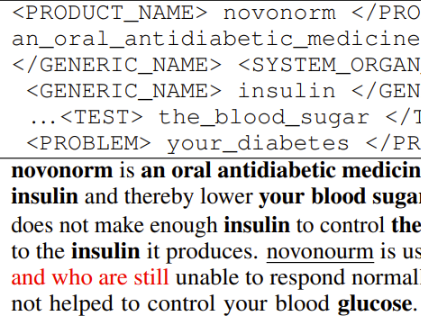 <PRODUCT_NAME> novonorm </PRO
an_oral_antidiabetic_medicine
</GENERIC_NAME> <SYSTEM_ORGAN
<GENERIC_NAME> insulin </GEN
...<TEST> the_blood_sugar </T
<PROBLEM> your_diabetes </PR
novonorm is an oral antidiabetic medicin
insulin and thereby lower your blood sugar
does not make enough insulin to control the
to the insulin it produces. novonourm is us
and who are still unable to respond normall
not helped to control your blood glucose.